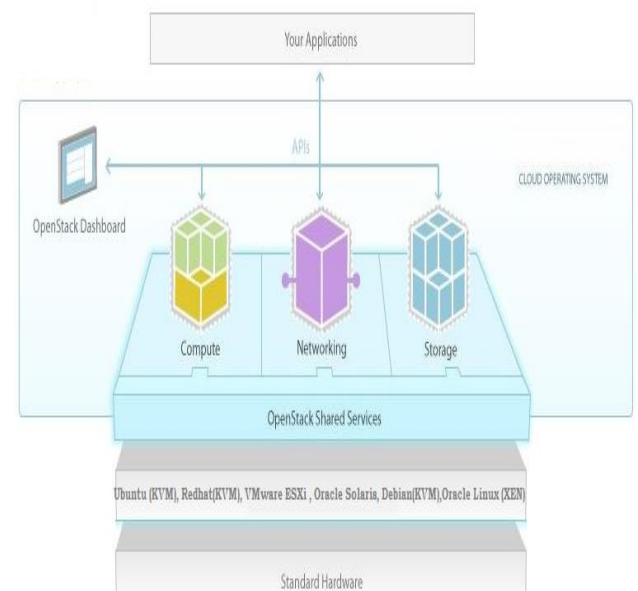 Your Applications
APIs
CLOUD OPERATING SYSTEM
OpenStack Dashboard
Compute
Networking
Storage
OpenStack Shared Services
Ubuntu (KVM), Redhat(KVM), VMware ESXi , Oracle Solaris, Debian(KVM),Oracle Linux (XEN)
Standard Hardware